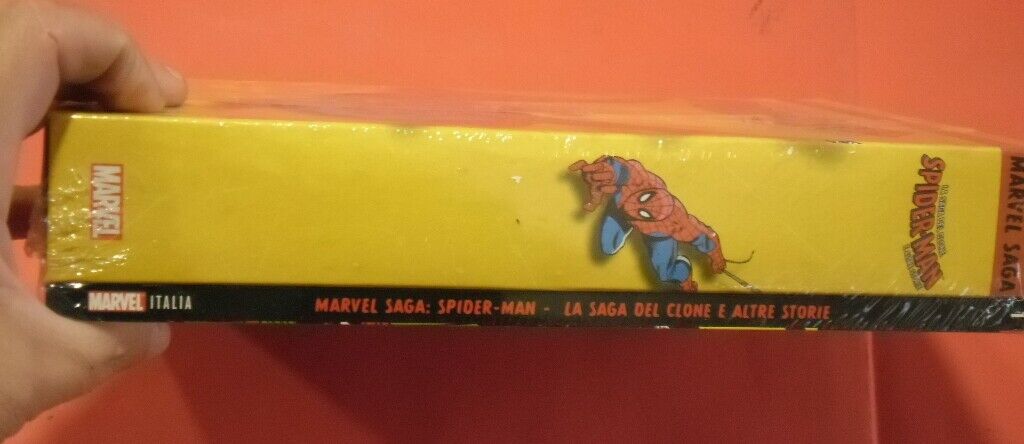 MARVEL
SPIDER-MAN
MARVEL SAGA
MARVEL ITALIA
MARVEL SAGA: SPIDER-MAN - LA SAGA DEL CLONE E ALTRE STORIE